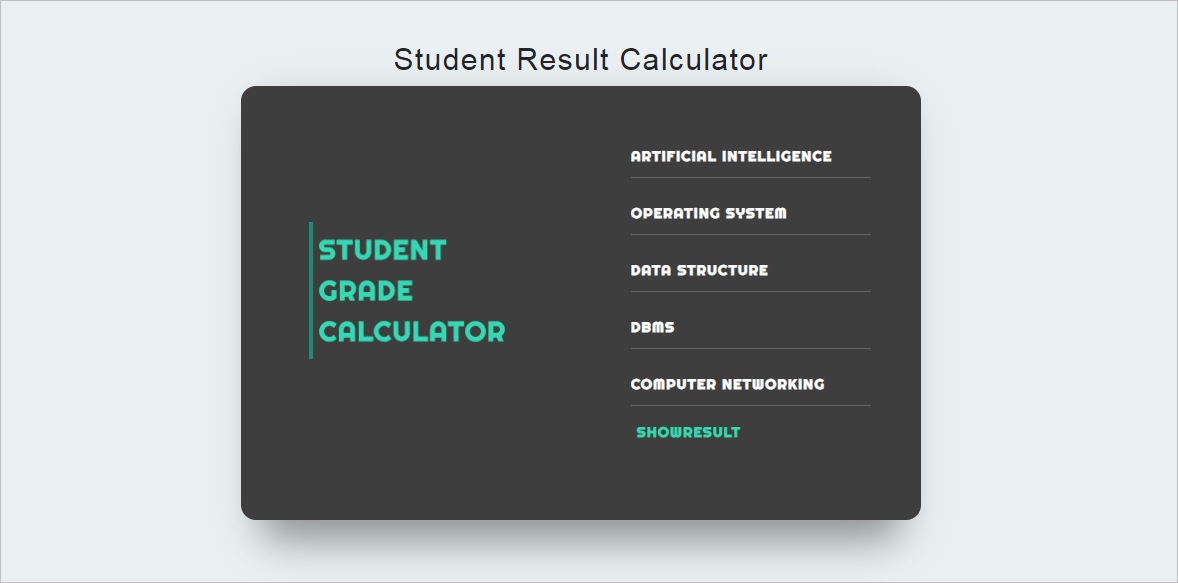 Student Result Calculator
STUDENT
GRADE
CALCULATOR
ARTIFICIAL INTELLIGENCE
OPERATING SYSTEM
DATA STRUCTURE
DBMS
COMPUTER NETWORKING
SHOWRESULT